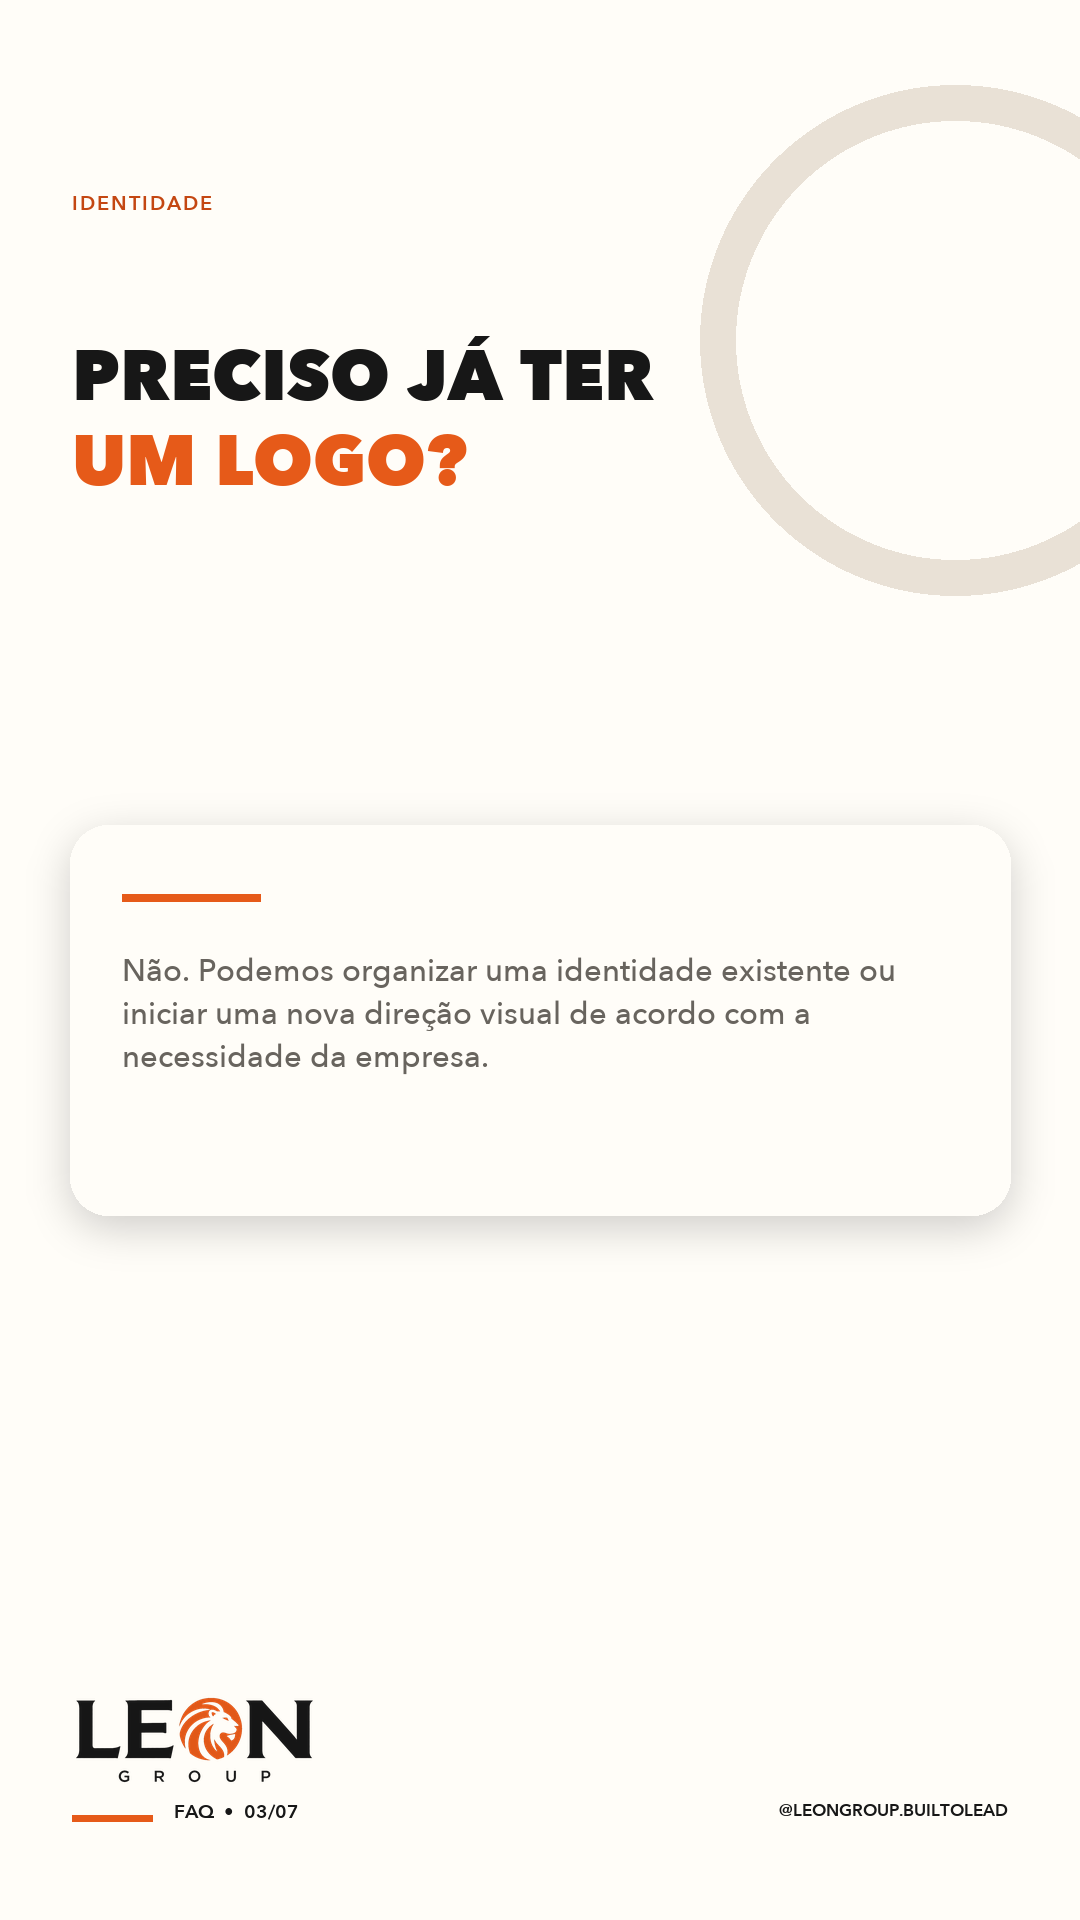 IDENTIDADE
PRECISO JÁ TER
UM LOGO?
Não. Podemos organizar uma identidade existente ou
iniciar uma nova direção visual de acordo com a
necessidade da empresa.
LEON
GROUP
FAQ • 03/07
@LEONGROUP.BUILTOLEAD